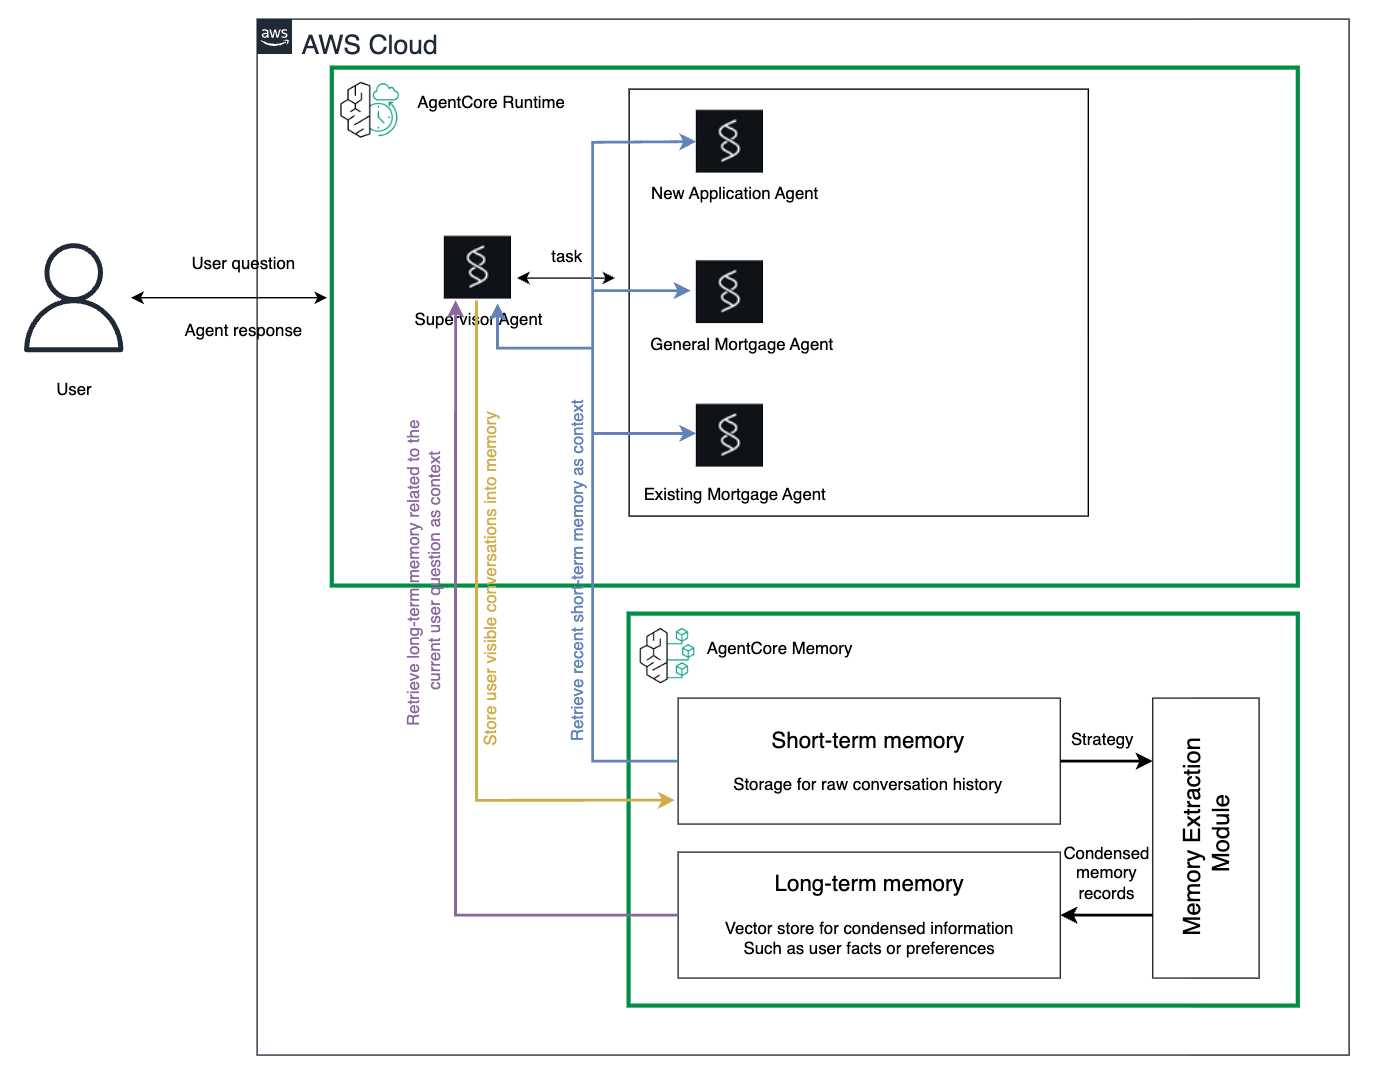 aws
AWS Cloud
AgentCore Runtime
New Application Agent
User question
task
Supervisor Agent
Agent response
General Mortgage Agent
User
Existing Mortgage Agent
Retrieve long-term memory related to the
current user question as context
Store user visible conversations into memory
Retrieve recent short-term memory as context
AgentCore Memory
Short-term memory
Storage for raw conversation history
Strategy
Memory Extraction
Module
Condensed
memory
records
Long-term memory
Vector store for condensed information
Such as user facts or preferences